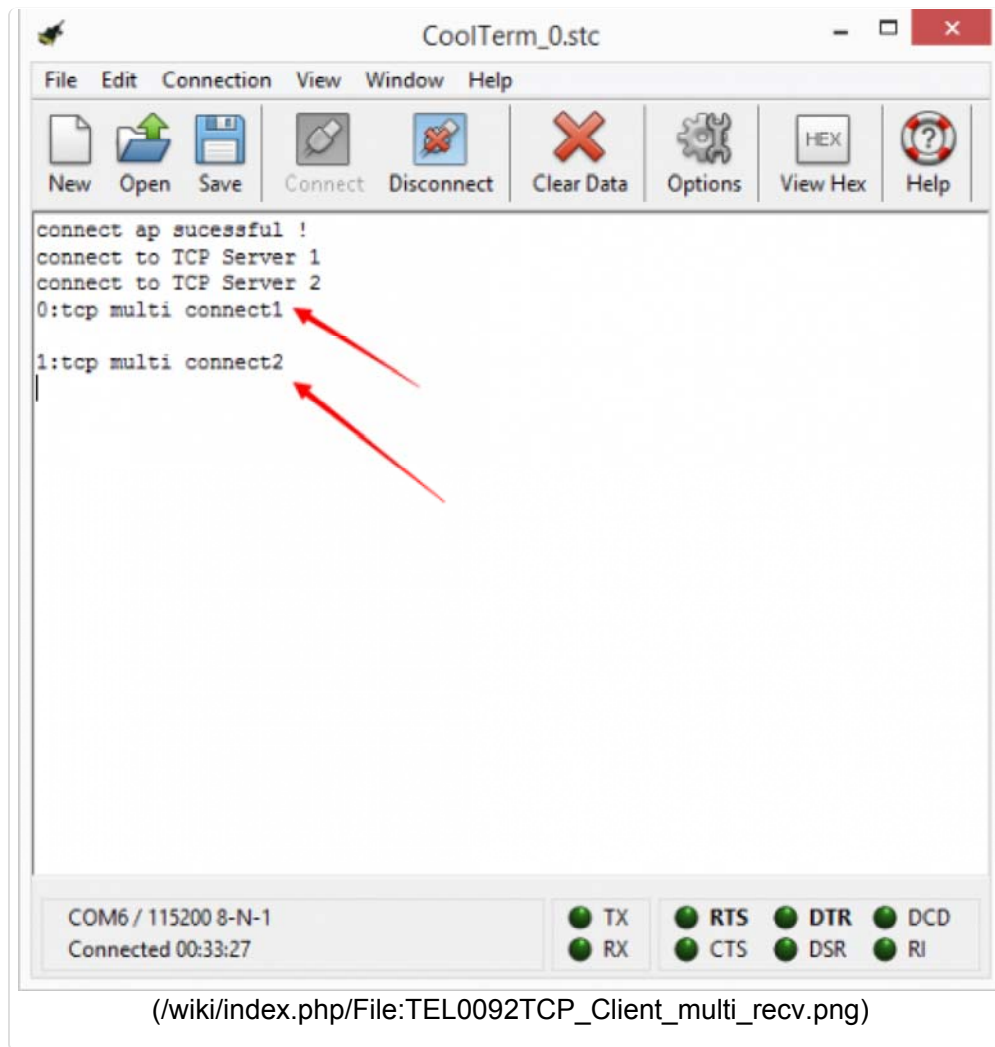 CoolTerm_0.stc
File Edit Connection View Window Help
HEX
New Open Save Connect Disconnect Clear Data Options View Hex Help
connect ap sucessful !
connect to TCP Server 1
connect to TCP Server 2
0:tcp multi connect1
1:tcp multi connect2
COM6 / 115200 8-N-1 TX RTS DTR DCD
Connected 00:33:27 RX CTS DSR RI
(/wiki/index.php/File:TEL0092TCP_Client_multi_recv.png)